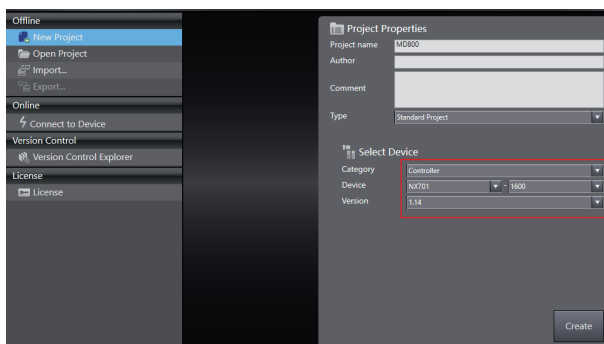 Offline
New Project
Open Project
Import...
Export...
Online
Connect to Device
Version Control
Version Control Explorer
License
License
Project Properties
Project name MD800
Author
Comment
Type Standard Project
Select Device
Category Controller
Device NX701 - 1600
Version 1.14
Create